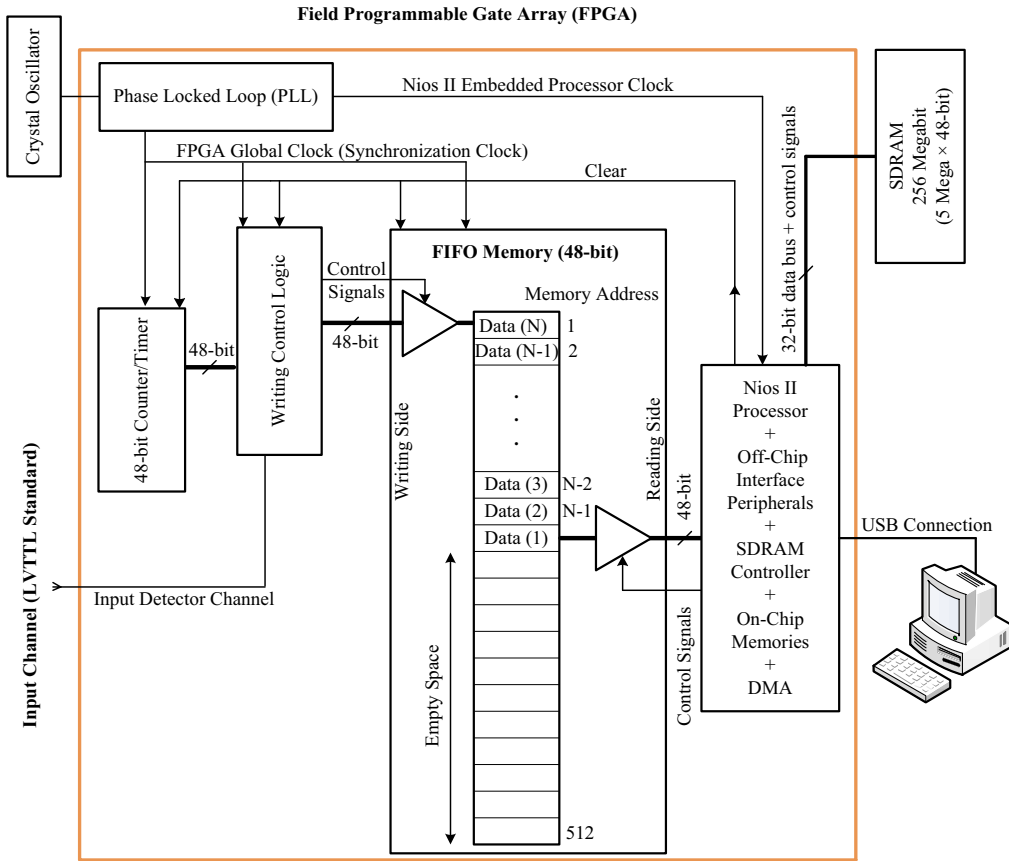 Field Programmable Gate Array (FPGA)
Crystal Oscillator
Phase Locked Loop (PLL)
Nios II Embedded Processor Clock
FPGA Global Clock (Synchronization Clock)
Clear
32-bit data bus + control signals
SDRAM
256 Megabit
(5 Mega × 48-bit)
48-bit Counter/Timer
48-bit
Writing Control Logic
Control
Signals
48-bit
FIFO Memory (48-bit)
Memory Address
Data (N)
1
Data (N-1)
2
.
.
.
Data (3)
N-2
Data (2)
N-1
Data (1)
Writing Side
Reading Side
Empty Space
512
48-bit
Control Signals
Nios II
Processor
+
Off-Chip
Interface
Peripherals
+
SDRAM
Controller
+
On-Chip
Memories
+
DMA
USB Connection
Input Channel (LVTTL Standard)
Input Detector Channel